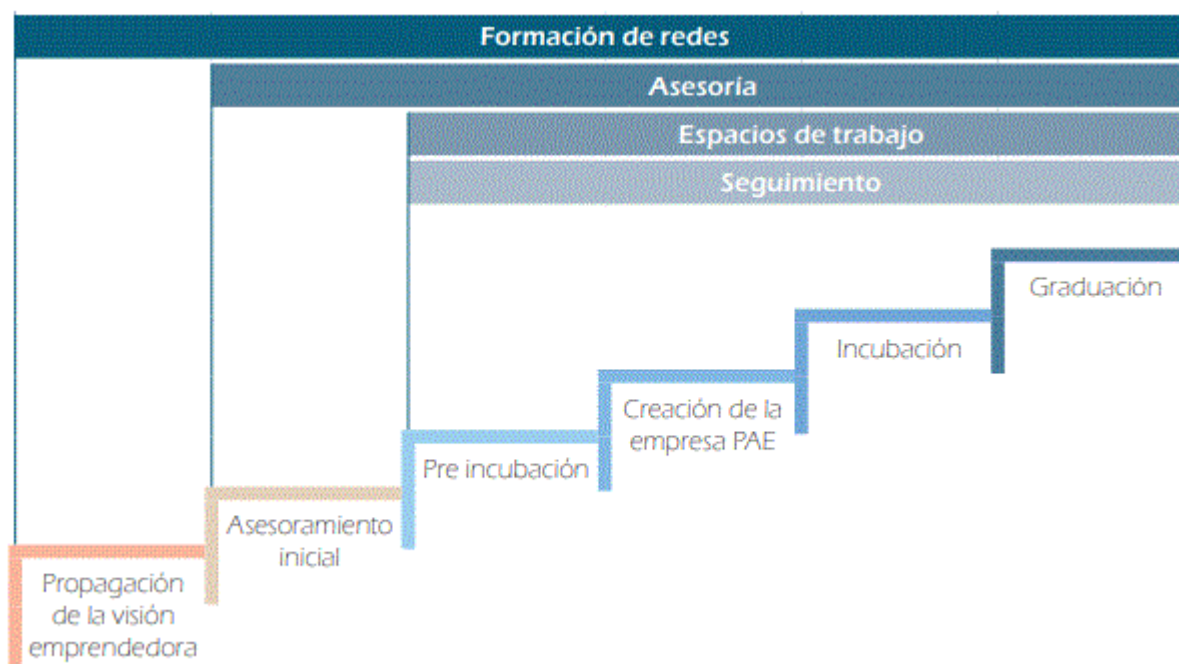 Formación de redes
Asesoría
Espacios de trabajo
Seguimiento
Graduación
Incubación
Creación de la
empresa PAE
Pre incubación
Asesoramiento
inicial
Propagación
de la visión
emprendedora